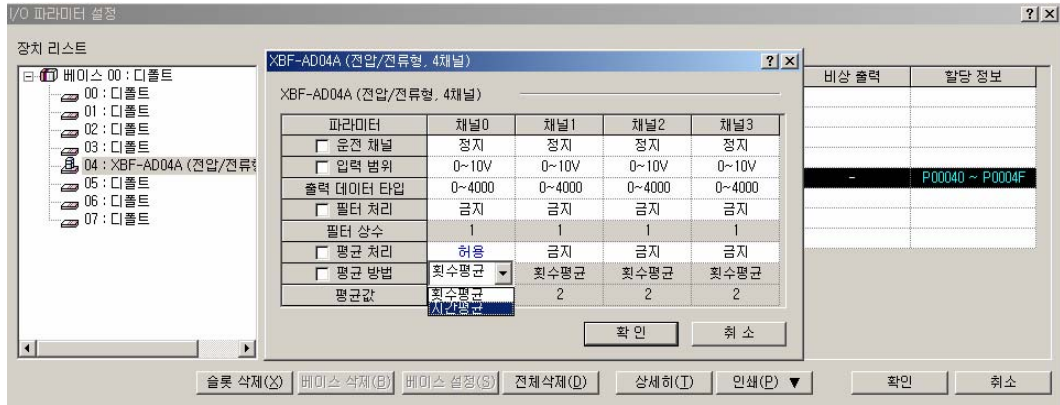 I/O 파라미터 설정
장치 리스트
베이스 00 : 디폴트
00 : 디폴트
01 : 디폴트
02 : 디폴트
03 : 디폴트
04 : XBF-AD04A (전압/전류형
05 : 디폴트
06 : 디폴트
07 : 디폴트
XBF-AD04A (전압/전류형, 4채널)
XBF-AD04A (전압/전류형, 4채널)
파라미터 채널0 채널1 채널2 채널3
운전 채널 정지 정지 정지 정지
입력 범위 0~10V 0~10V 0~10V 0~10V
출력 데이터 타입 0~4000 0~4000 0~4000 0~4000
필터 처리 금지 금지 금지 금지
필터 상수 1 1 1 1
평균 처리 허용 금지 금지 금지
평균 방법 횟수평균 횟수평균 횟수평균 횟수평균
평균값 2 2 2
횟수평균
시간평균
확 인 취 소
비상 출력 할당 정보
- P00040 ~ P0004F
슬롯 삭제(X) 베이스 삭제(B) 베이스 설정(S) 전체삭제(D) 상세히(T) 인쇄(P) ▼ 확인 취소